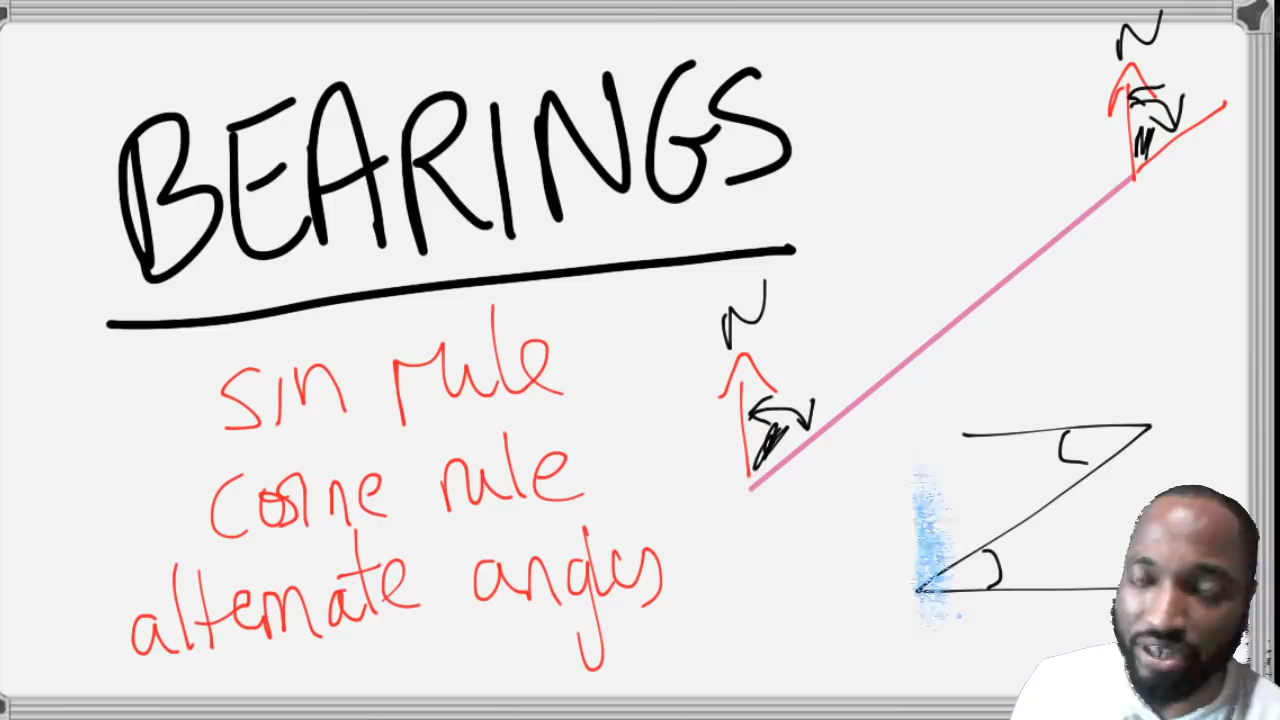 BEARINGS
N
N
sin rule
cosine rule
alternate angles